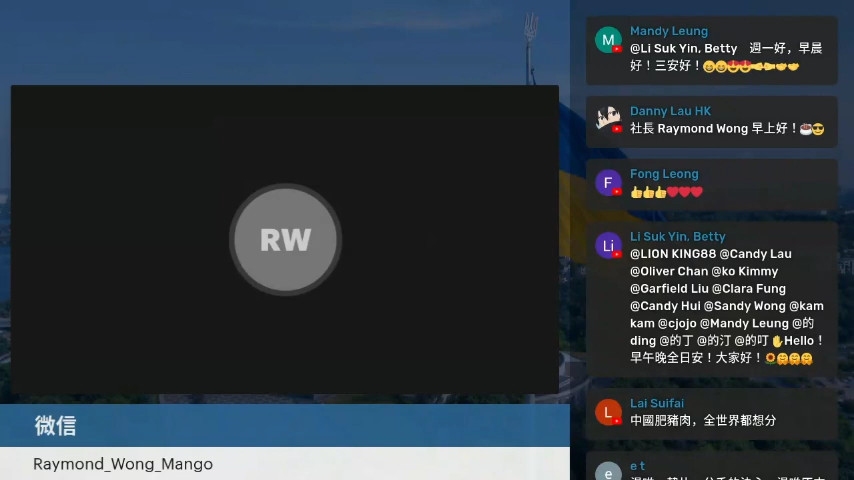 RW
微信
Raymond_Wong_Mango
M
Mandy Leung
@Li Suk Yin, Betty 週一好，早晨
好！三安好！
Danny Lau HK
社長 Raymond Wong 早上好！
F
Fong Leong
Li
Li Suk Yin, Betty
@LION KING88 @Candy Lau
@Oliver Chan @ko Kimmy
@Garfield Liu @Clara Fung
@Candy Hui @Sandy Wong @kam
kam @cjojo @Mandy Leung @的
ding @的丁 @的汀 @的叮 Hello！
早午晚全日安！大家好！
L
Lai Suifai
中國肥豬肉，全世界都想分
e
e t